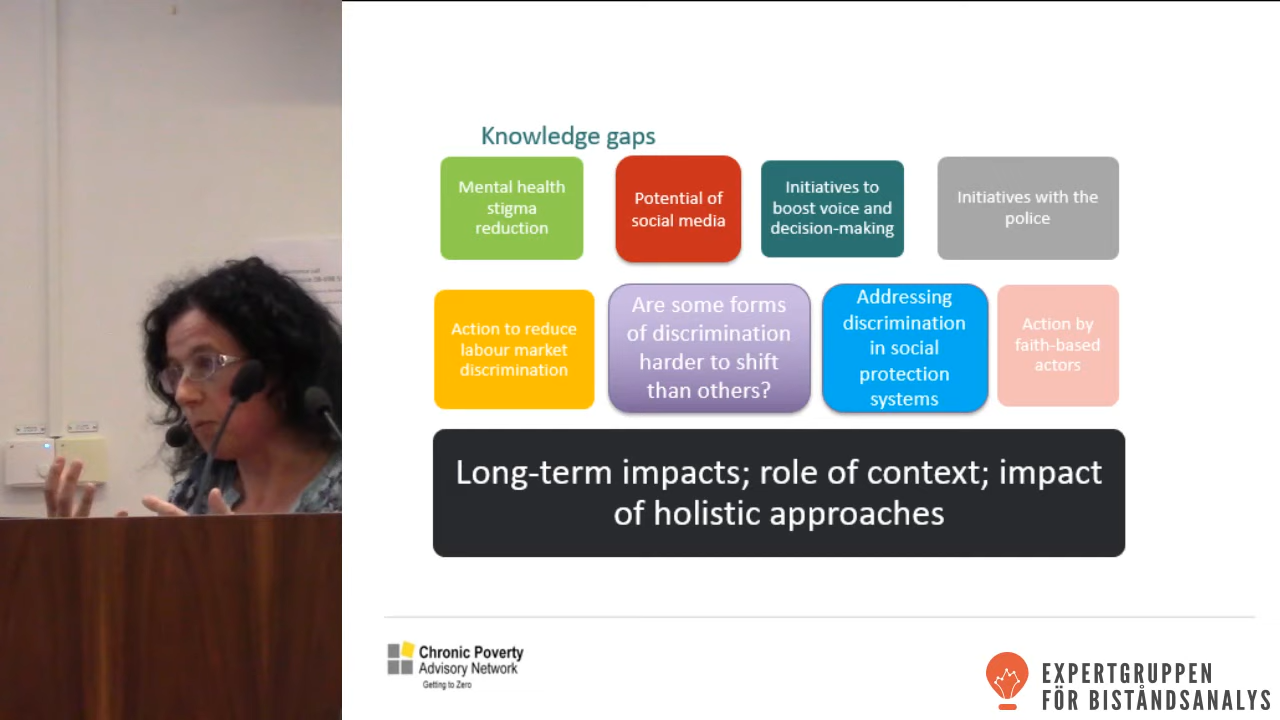 Knowledge gaps
Mental health
stigma
reduction
Potential of
social media
Initiatives to
boost voice and
decision-making
Initiatives with the
police
Action to reduce
labour market
discrimination
Are some forms
of discrimination
harder to shift
than others?
Addressing
discrimination
in social
protection
systems
Action by
faith-based
actors
Long-term impacts; role of context; impact
of holistic approaches
Chronic Poverty
Advisory Network
Getting to Zero
EXPERTGRUPPEN
FÖR BISTÅNDSANALYS